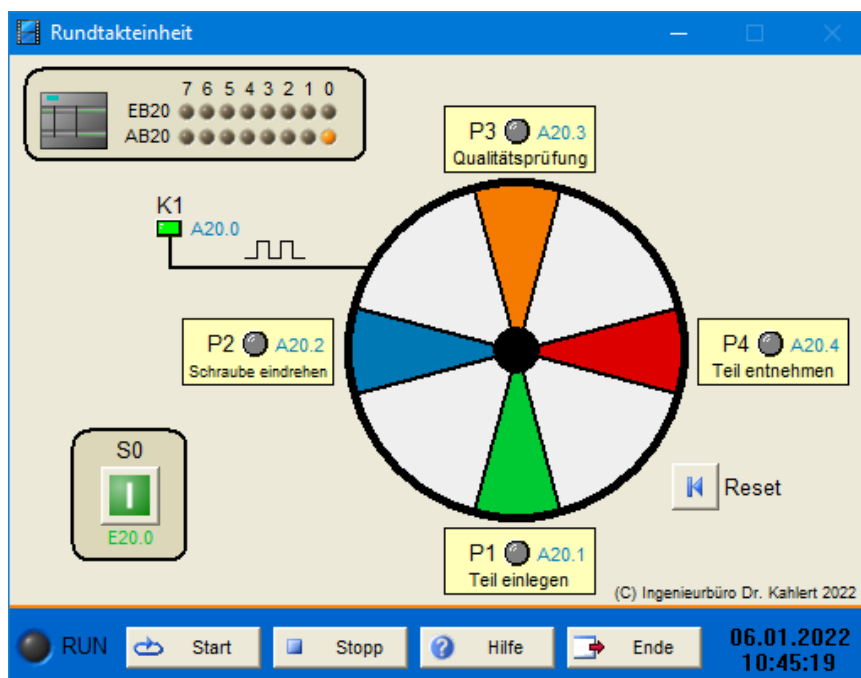 Rundtakteinheit
7 6 5 4 3 2 1 0
EB20
AB20
P3 A20.3
Qualitätsprüfung
K1
A20.0
P2 A20.2
Schraube eindrehen
P4 A20.4
Teil entnehmen
S0
I
E20.0
Reset
P1 A20.1
Teil einlegen
(C) Ingenieurbüro Dr. Kahlert 2022
RUN Start Stopp ? Hilfe Ende 06.01.2022
10:45:19